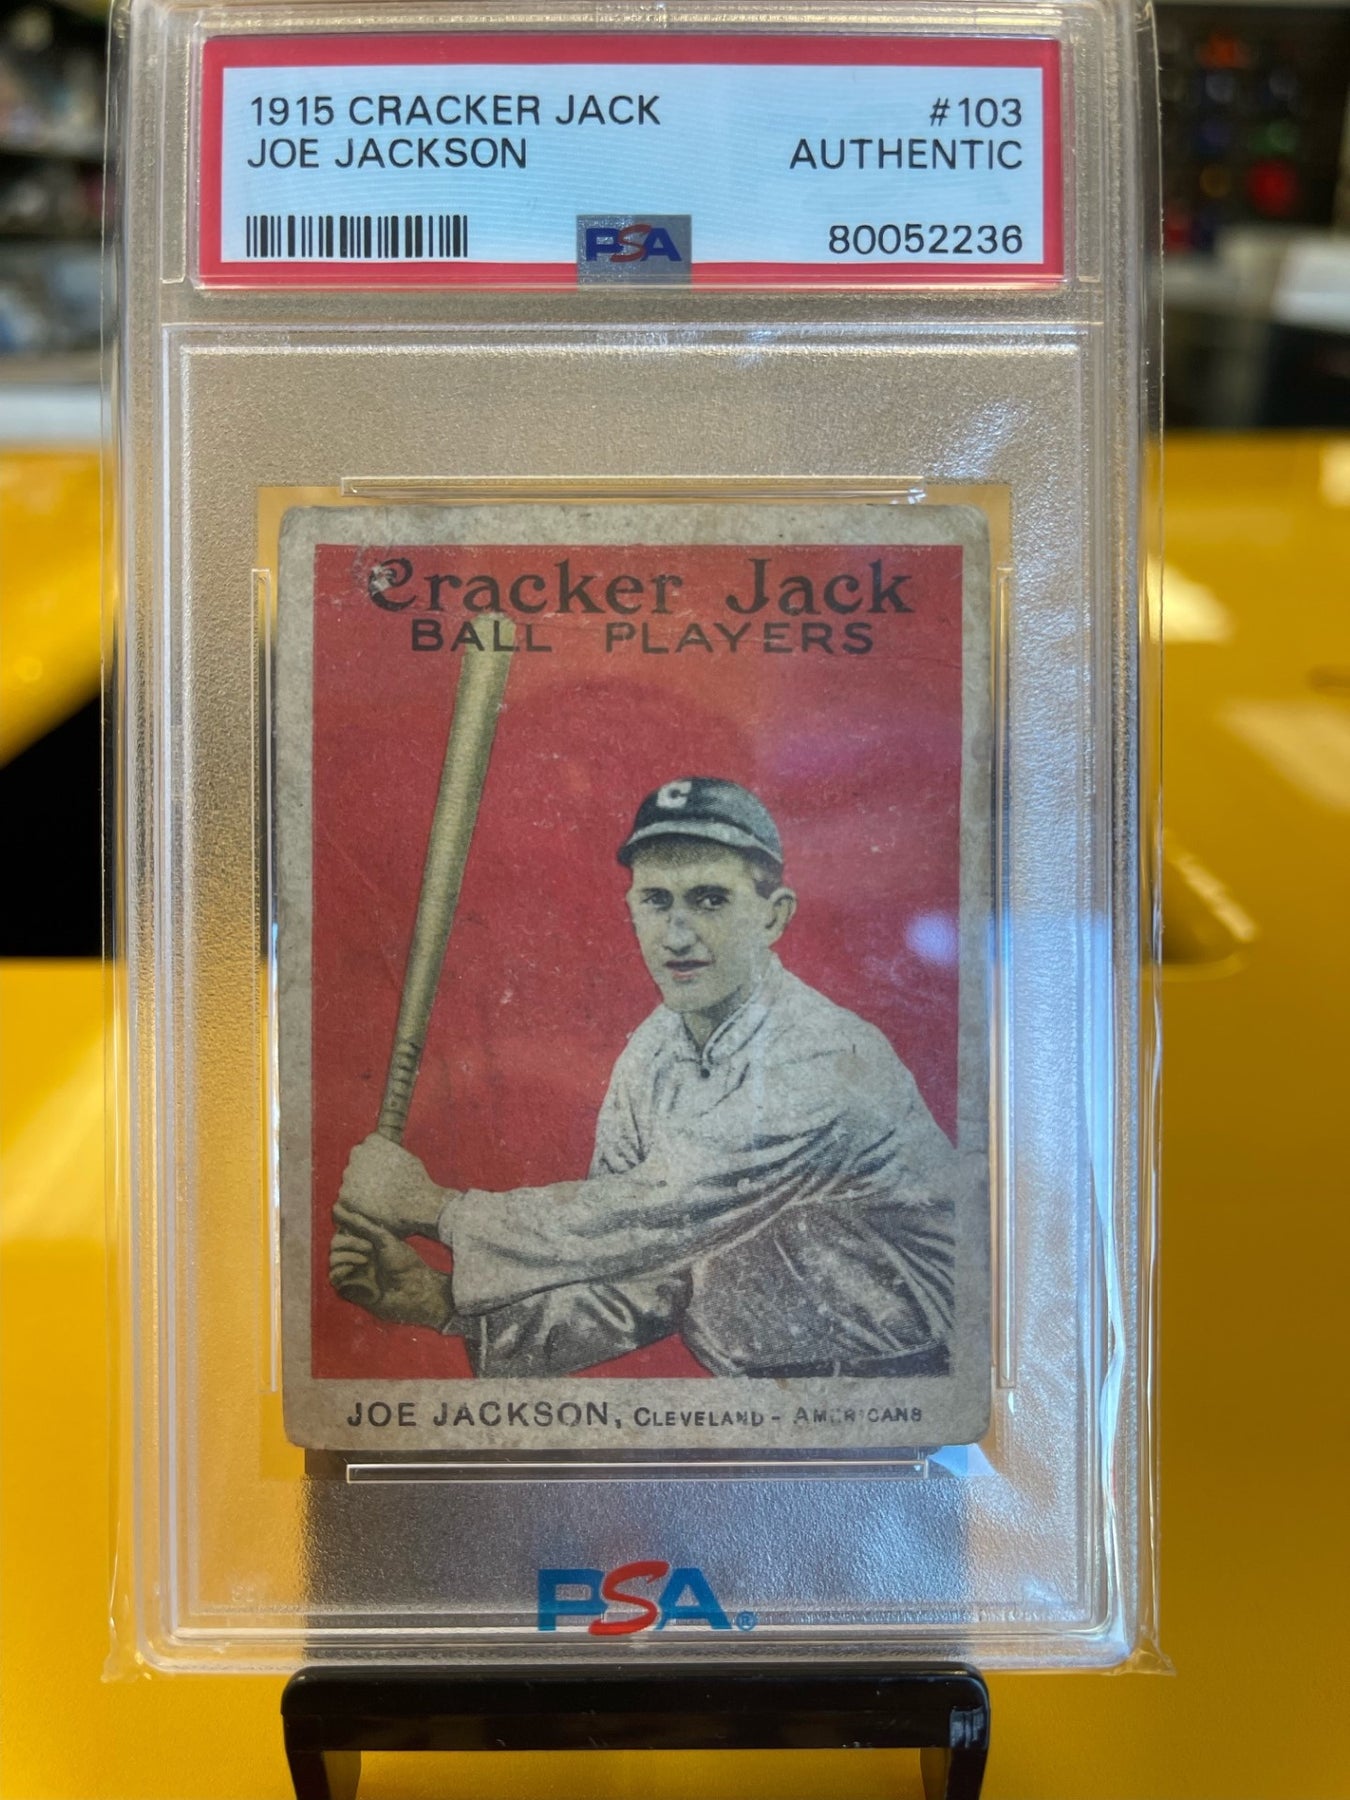 1915 CRACKER JACK #103
JOE JACKSON AUTHENTIC
PSA 80052236
Cracker Jack
BALL PLAYERS
C
JOE JACKSON, CLEVELAND - AMERICANS
PSA®